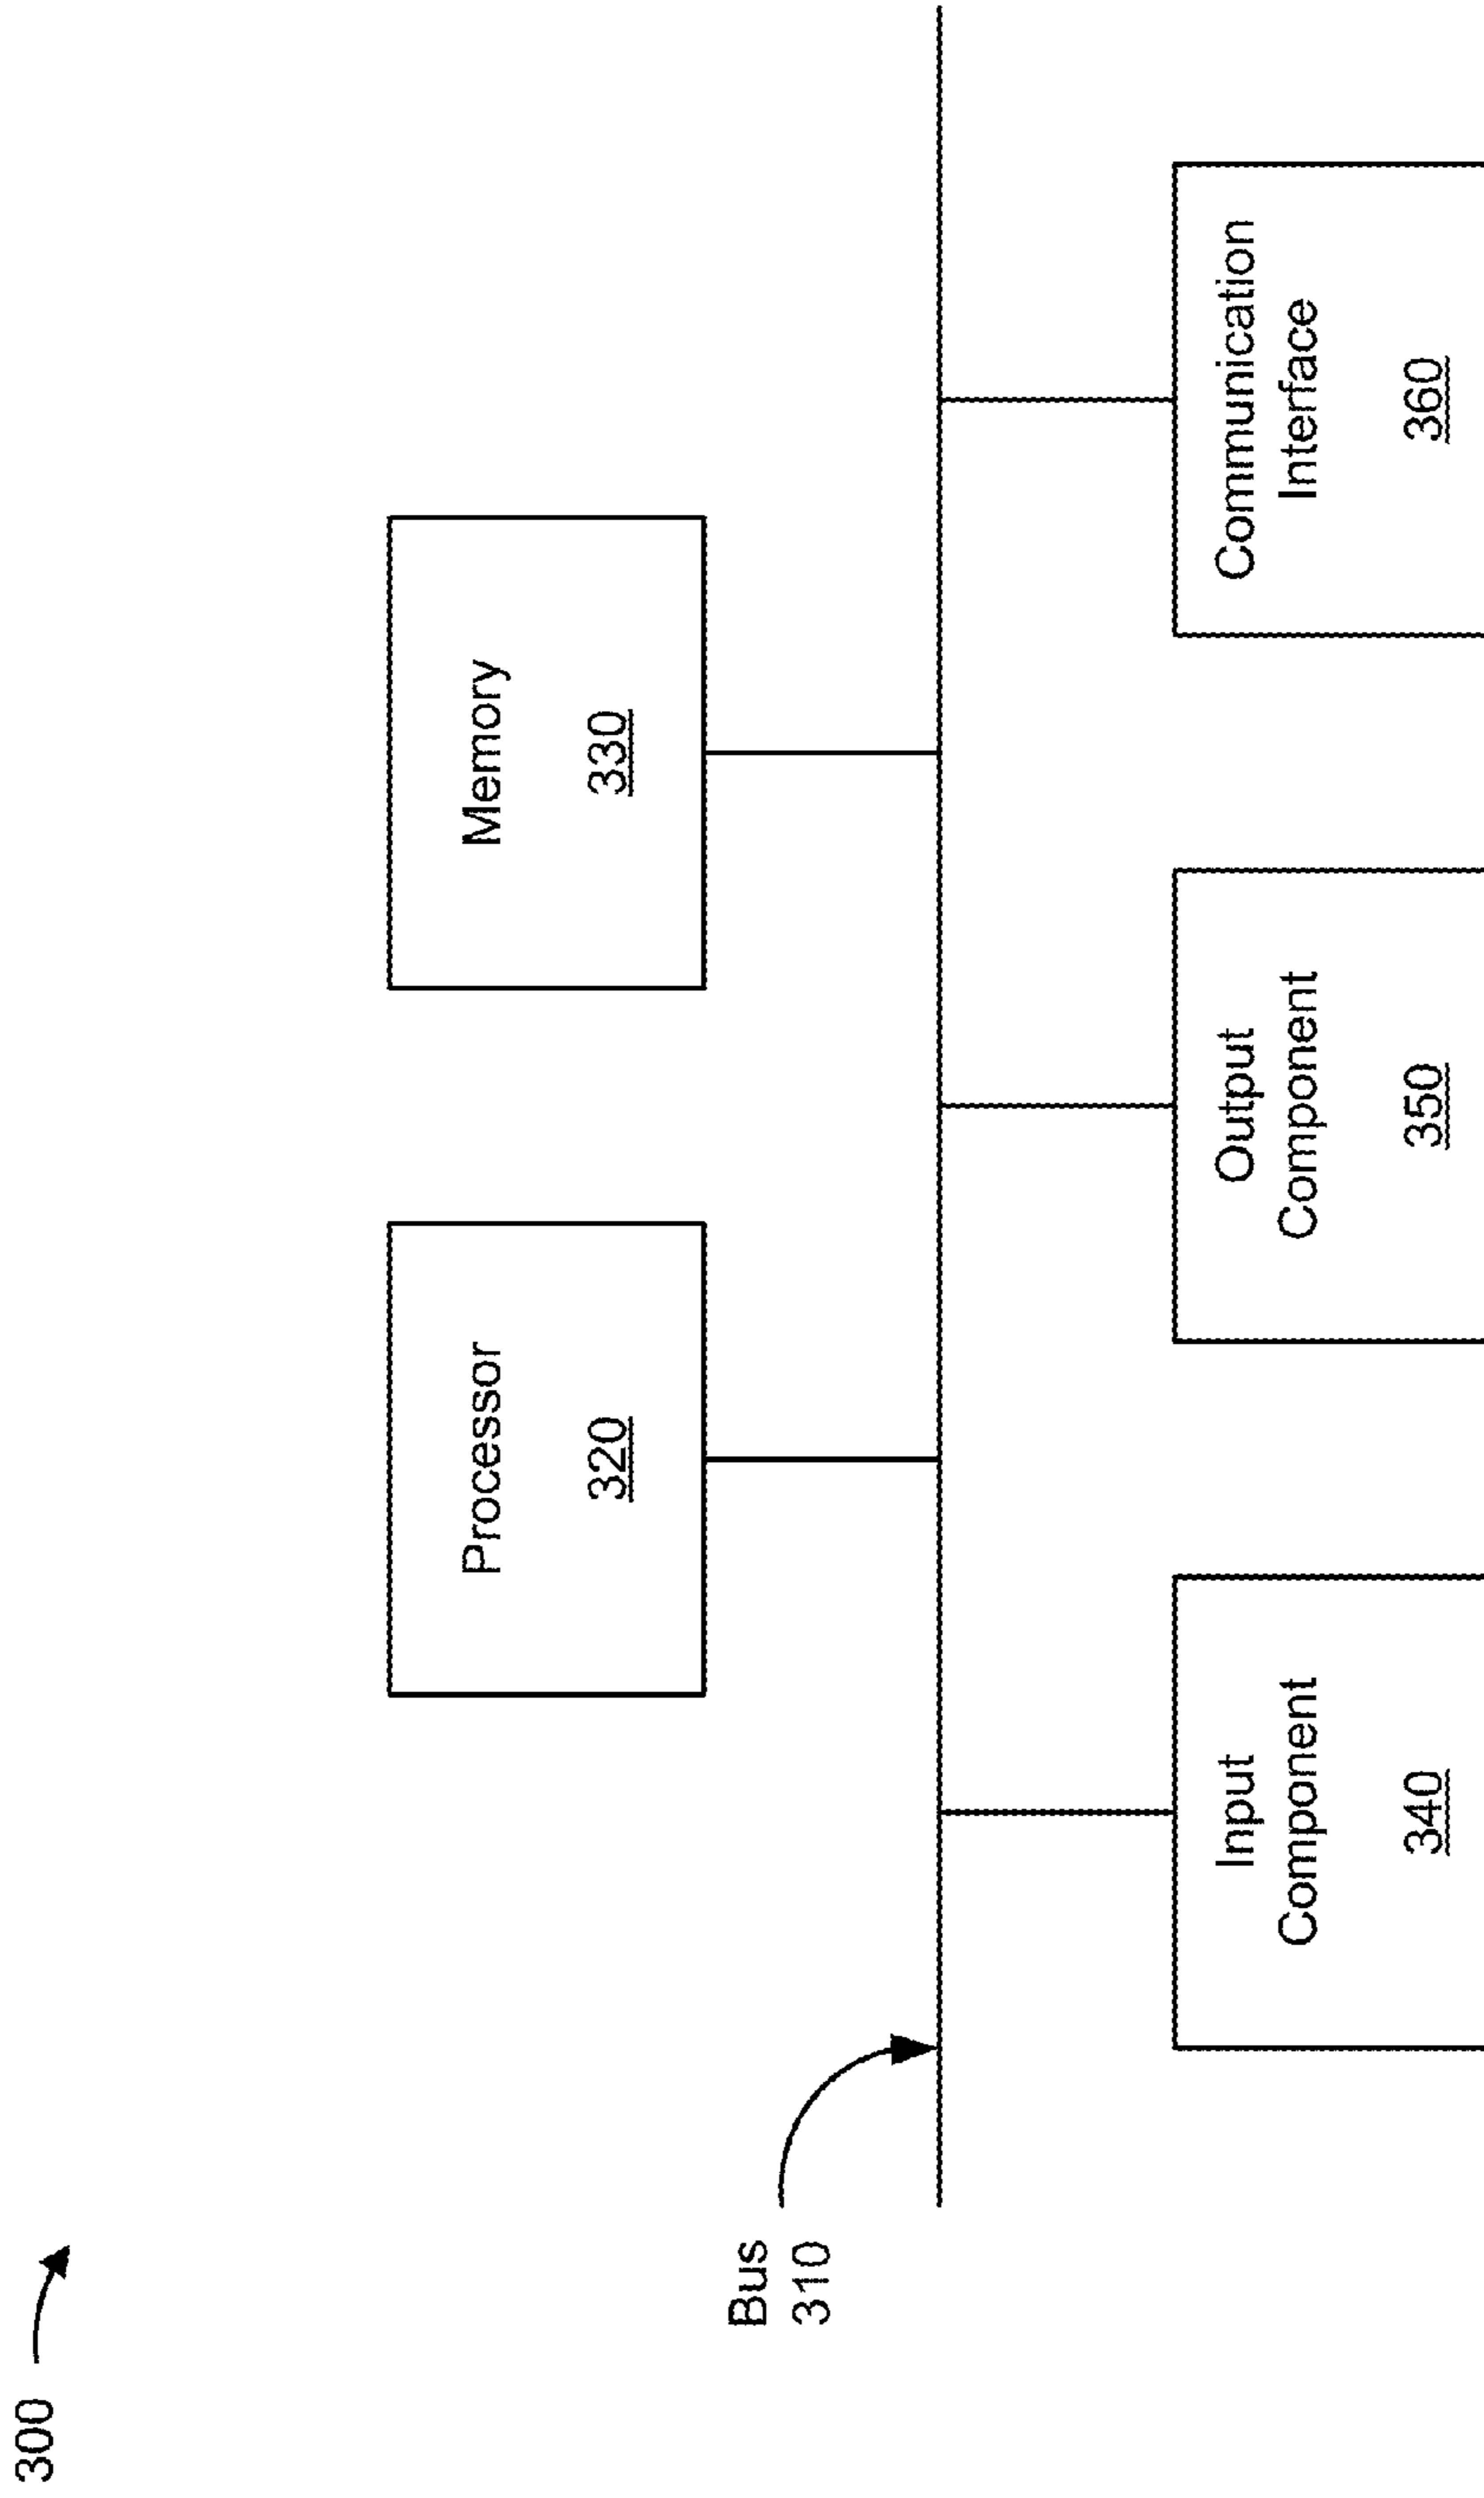 300
Processor
320
Memory
330
Bus
310
Input
Component
340
Output
Component
350
Communication
Interface
360